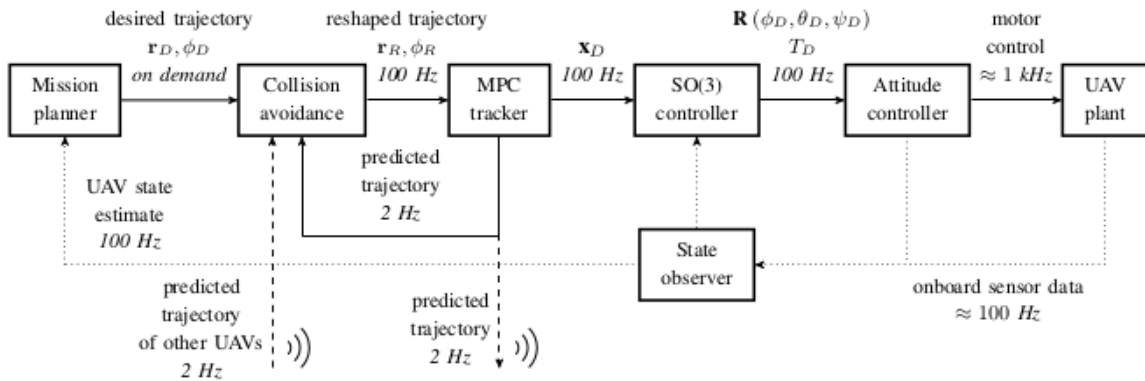 desired trajectory
r_D, ϕ_D
on demand
reshaped trajectory
r_R, ϕ_R
100 Hz
x_D
100 Hz
R (ϕ_D, θ_D, ψ_D)
T_D
100 Hz
motor
control
≈ 1 kHz
Mission
planner
Collision
avoidance
MPC
tracker
SO(3)
controller
Attitude
controller
UAV
plant
UAV state
estimate
100 Hz
predicted
trajectory
2 Hz
State
observer
onboard sensor data
≈ 100 Hz
predicted
trajectory
of other UAVs
2 Hz
predicted
trajectory
2 Hz